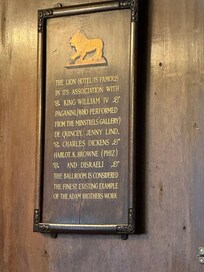 THE LION HOTEL IS FAMOUS
IN ITS ASSOCIATION WITH
KING WILLIAM IV
PAGANINI, (WHO PERFORMED
FROM THE MINSTRELS GALLERY)
DE QUINCEY, JENNY LIND,
CHARLES DICKENS
HABLOT. K. BROWNE (PHIZ)
AND DISRAELI
THE BALLROOM IS CONSIDERED
THE FINEST EXISTING EXAMPLE
OF THE ADAM BROTHERS WORK